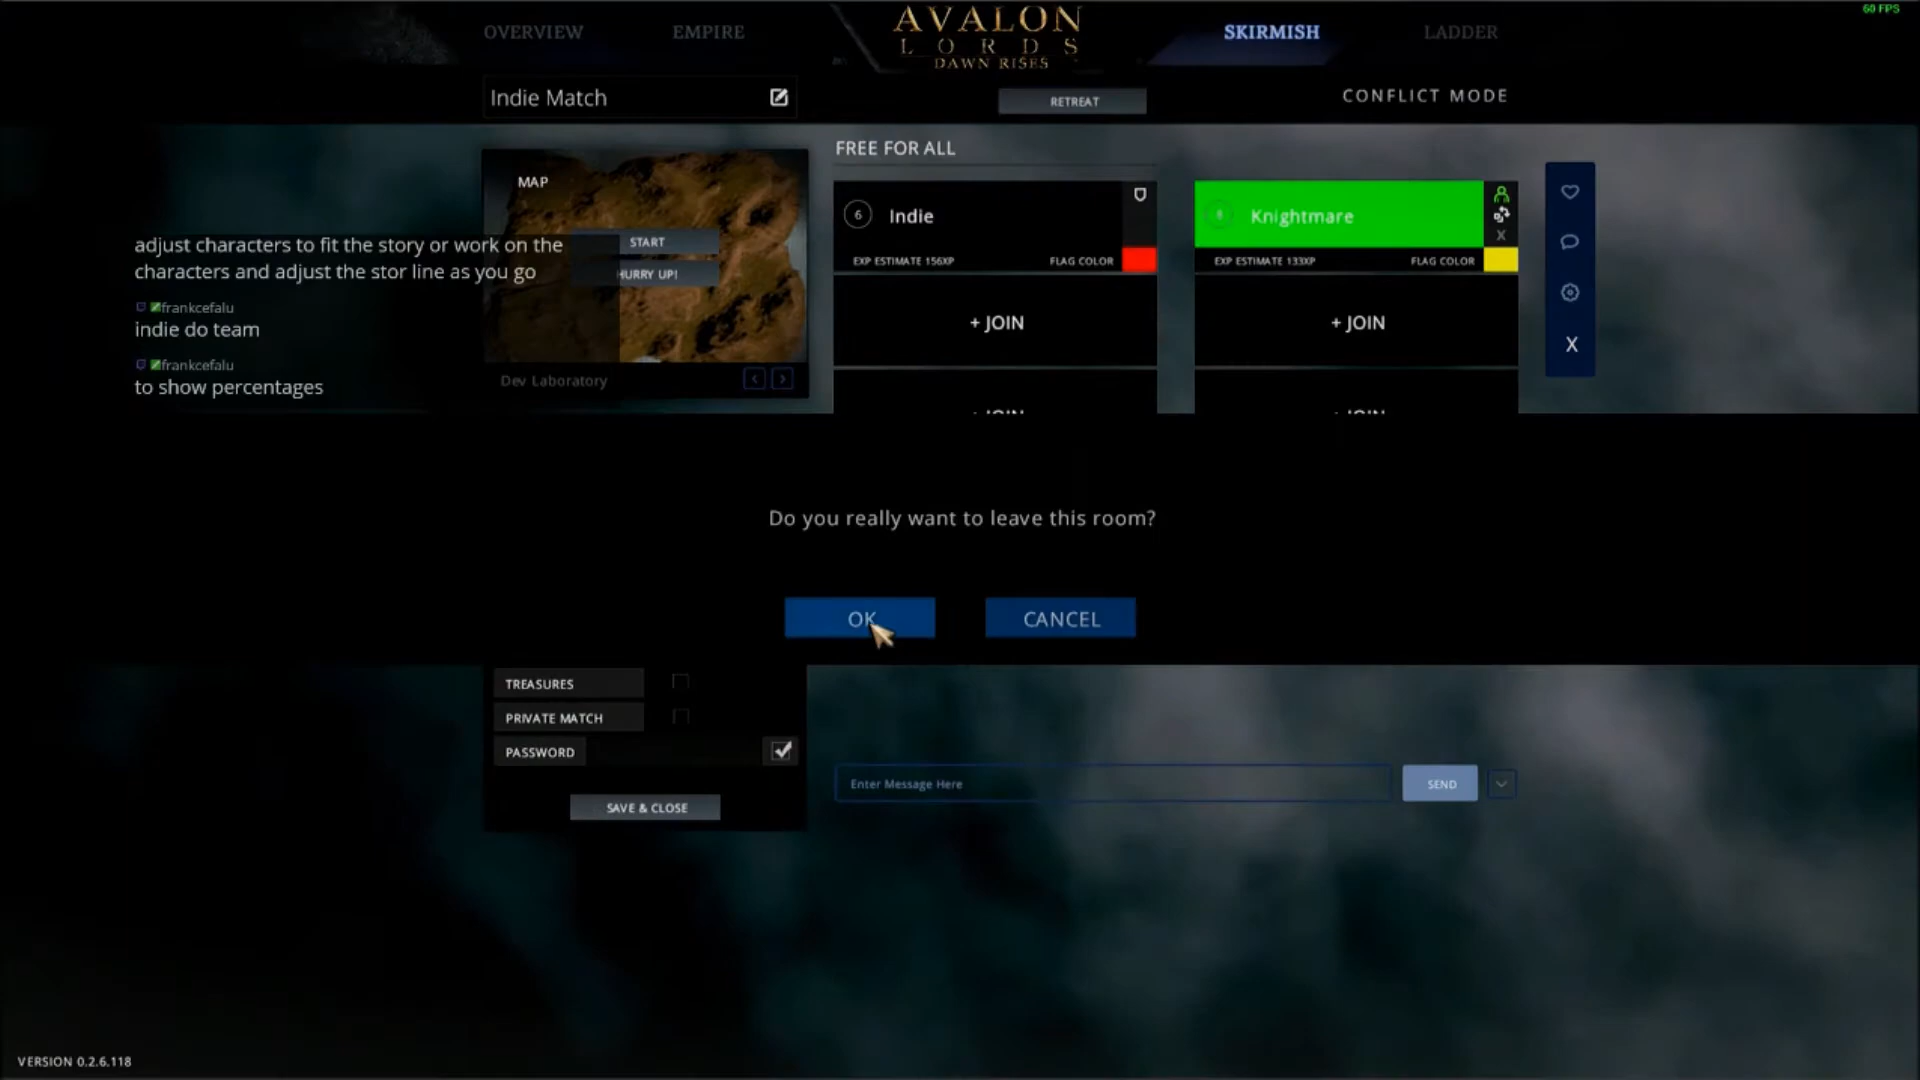 60 FPS
OVERVIEW
EMPIRE
AVALON
LORDS
DAWN RISES
SKIRMISH
LADDER
Indie Match
RETREAT
CONFLICT MODE
FREE FOR ALL
MAP
START
HURRY UP!
Dev Laboratory
adjust characters to fit the story or work on the
characters and adjust the stor line as you go
frankcefalu
indie do team
frankcefalu
to show percentages
6 Indie
EXP ESTIMATE 156XP FLAG COLOR
+ JOIN
+ JOIN
Knightmare
X
EXP ESTIMATE 133XP FLAG COLOR
+ JOIN
+ JOIN
X
Do you really want to leave this room?
OK
CANCEL
TREASURES
PRIVATE MATCH
PASSWORD
SAVE & CLOSE
Enter Message Here
SEND
VERSION 0.2.6.118